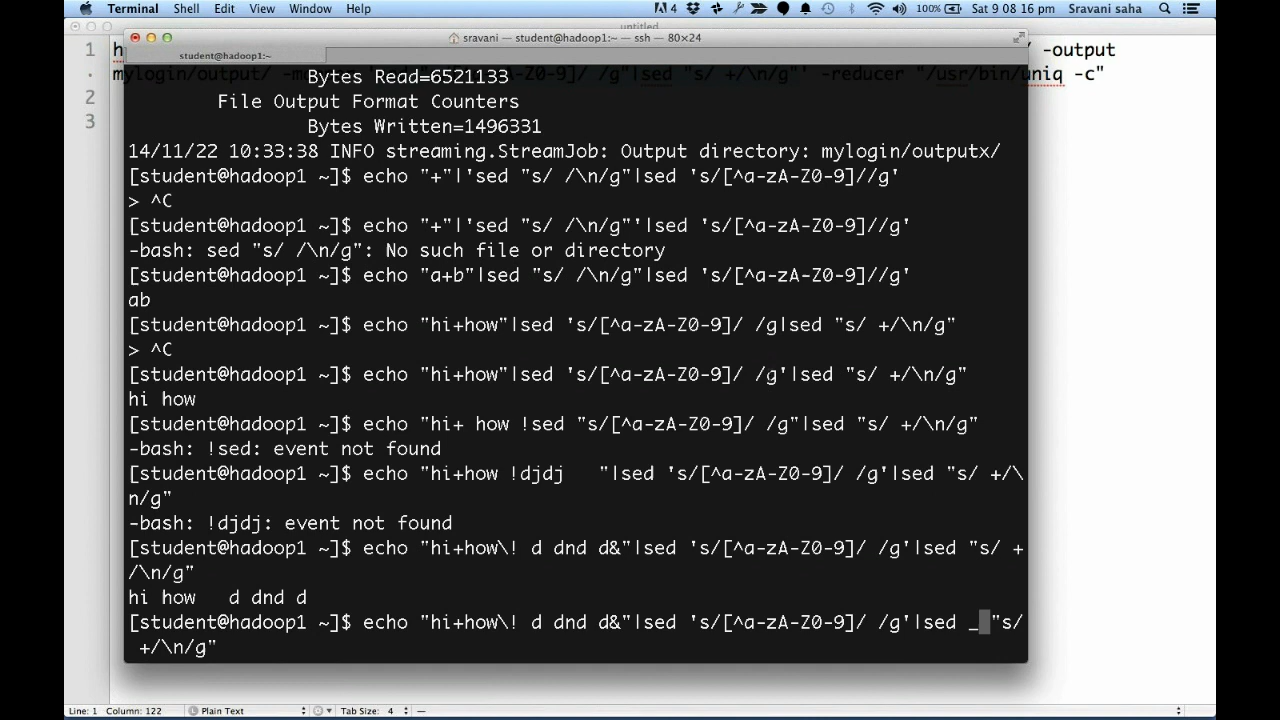 Terminal Shell Edit View Window Help 4 100% Sat 9 08 16 pm Sravani saha
untitled
sravani — student@hadoop1:~ — ssh — 80×24
student@hadoop1:~
1 h / -output
mylogin/output/ -m a-Z0-9]/ /g"|sed "s/ +/\n/g"' -reducer "/usr/bin/uniq -c"
2
3
Bytes Read=6521133
File Output Format Counters
Bytes Written=1496331
14/11/22 10:33:38 INFO streaming.StreamJob: Output directory: mylogin/outputx/
[student@hadoop1 ~]$ echo "+"|'sed "s/ /\n/g"|sed 's/[^a-zA-Z0-9]//g'
> ^C
[student@hadoop1 ~]$ echo "+"|'sed "s/ /\n/g"'|sed 's/[^a-zA-Z0-9]//g'
-bash: sed "s/ /\n/g": No such file or directory
[student@hadoop1 ~]$ echo "a+b"|sed "s/ /\n/g"|sed 's/[^a-zA-Z0-9]//g'
ab
[student@hadoop1 ~]$ echo "hi+how"|sed 's/[^a-zA-Z0-9]/ /g|sed "s/ +/\n/g"
> ^C
[student@hadoop1 ~]$ echo "hi+how"|sed 's/[^a-zA-Z0-9]/ /g'|sed "s/ +/\n/g"
hi how
[student@hadoop1 ~]$ echo "hi+ how !sed "s/[^a-zA-Z0-9]/ /g"|sed "s/ +/\n/g"
-bash: !sed: event not found
[student@hadoop1 ~]$ echo "hi+how !djdj   "|sed 's/[^a-zA-Z0-9]/ /g'|sed "s/ +/\
n/g"
-bash: !djdj: event not found
[student@hadoop1 ~]$ echo "hi+how\! d dnd d&"|sed 's/[^a-zA-Z0-9]/ /g'|sed "s/ +
/\n/g"
hi how   d dnd d
[student@hadoop1 ~]$ echo "hi+how\! d dnd d&"|sed 's/[^a-zA-Z0-9]/ /g'|sed _ "s/
+/\n/g"
Line: 1 Column: 122 Plain Text Tab Size: 4 —